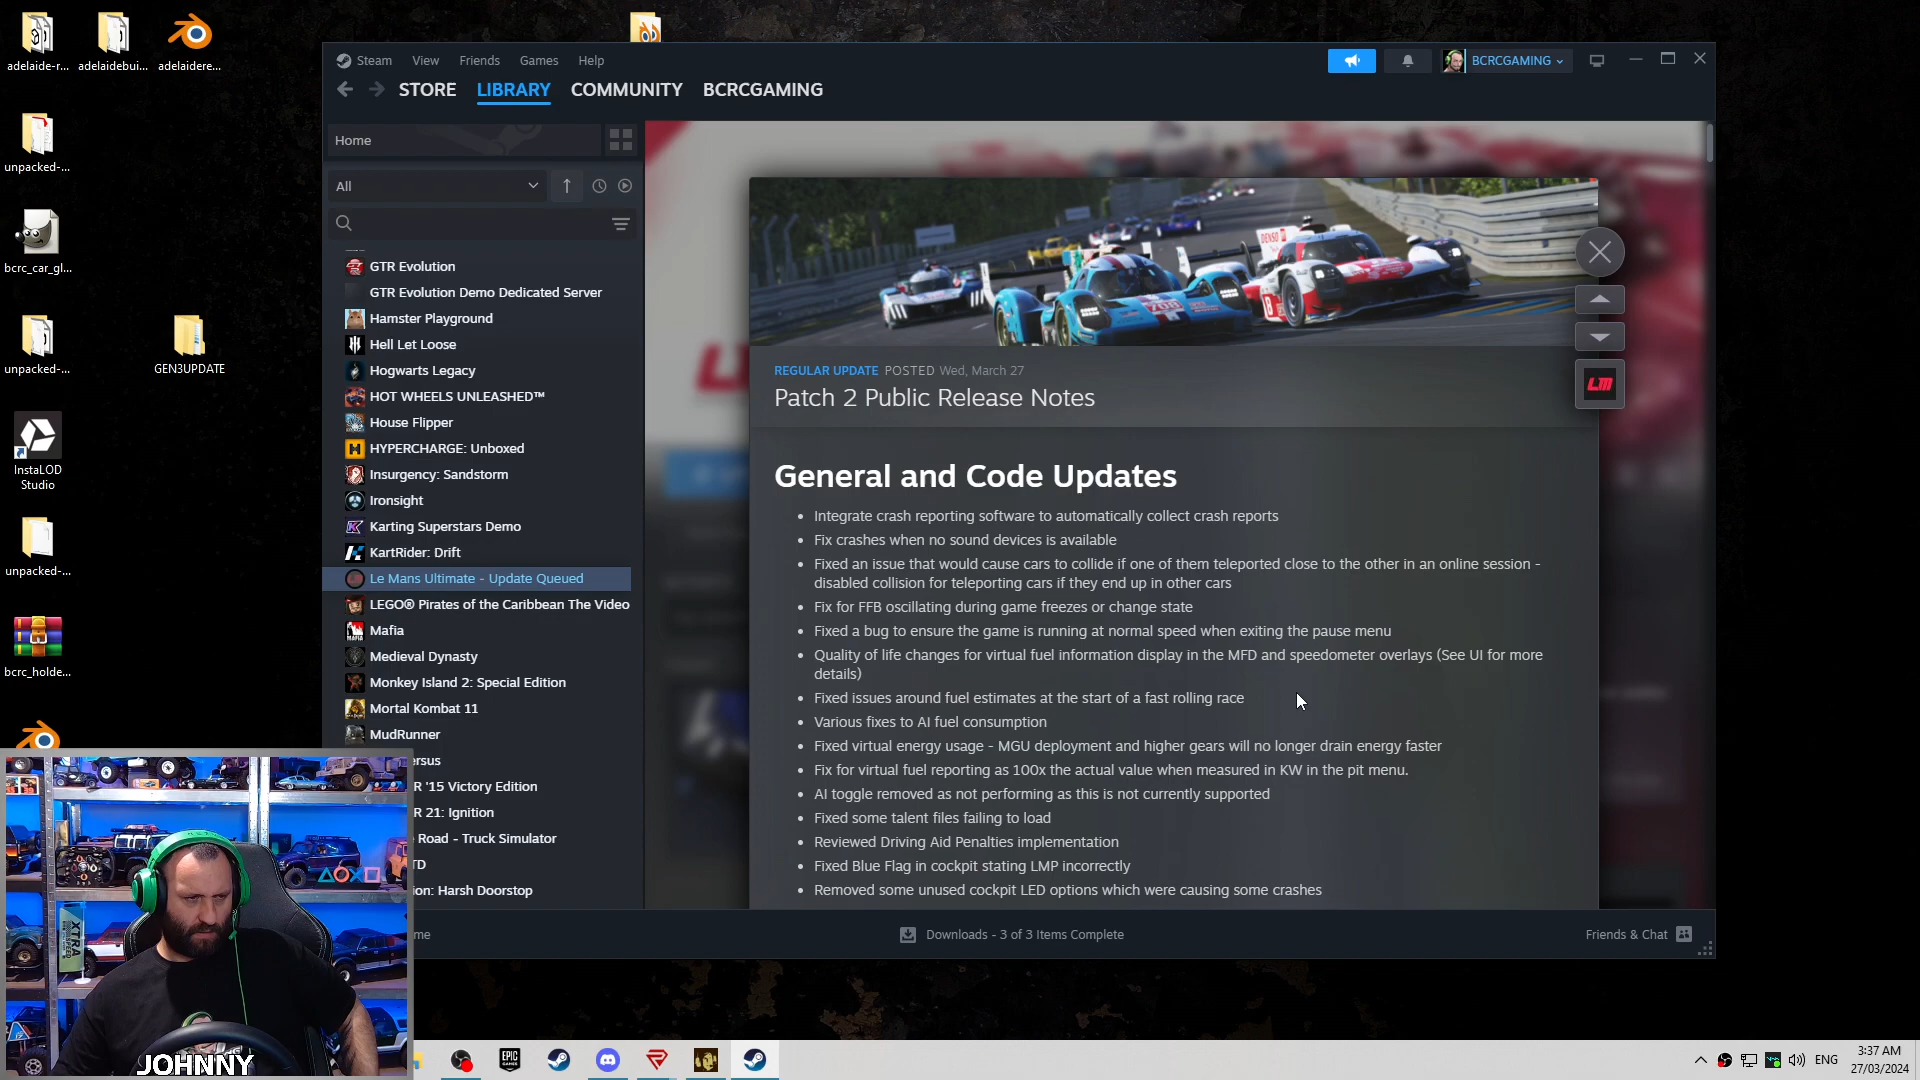 adelaide-r...
adelaidebui...
adelaidere...
unpacked-...
bcrc_car_gl...
unpacked-...
GEN3UPDATE
InstaLOD
Studio
unpacked-...
bcrc_holde...
Steam
View
Friends
Games
Help
BCRCGAMING
STORE
LIBRARY
COMMUNITY
BCRCGAMING
Home
All
GTR Evolution
GTR Evolution Demo Dedicated Server
Hamster Playground
Hell Let Loose
Hogwarts Legacy
HOT WHEELS UNLEASHED™
House Flipper
HYPERCHARGE: Unboxed
Insurgency: Sandstorm
Ironsight
Karting Superstars Demo
KartRider: Drift
Le Mans Ultimate - Update Queued
LEGO® Pirates of the Caribbean The Video
Mafia
Medieval Dynasty
Monkey Island 2: Special Edition
Mortal Kombat 11
MudRunner
ersus
R '15 Victory Edition
R 21: Ignition
Road - Truck Simulator
TD
ion: Harsh Doorstop
DENSO
8
708
LM
REGULAR UPDATE POSTED Wed, March 27
Patch 2 Public Release Notes
General and Code Updates
• Integrate crash reporting software to automatically collect crash reports
• Fix crashes when no sound devices is available
• Fixed an issue that would cause cars to collide if one of them teleported close to the other in an online session -
disabled collision for teleporting cars if they end up in other cars
• Fix for FFB oscillating during game freezes or change state
• Fixed a bug to ensure the game is running at normal speed when exiting the pause menu
• Quality of life changes for virtual fuel information display in the MFD and speedometer overlays (See UI for more
details)
• Fixed issues around fuel estimates at the start of a fast rolling race
• Various fixes to AI fuel consumption
• Fixed virtual energy usage - MGU deployment and higher gears will no longer drain energy faster
• Fix for virtual fuel reporting as 100x the actual value when measured in KW in the pit menu.
• AI toggle removed as not performing as this is not currently supported
• Fixed some talent files failing to load
• Reviewed Driving Aid Penalties implementation
• Fixed Blue Flag in cockpit stating LMP incorrectly
• Removed some unused cockpit LED options which were causing some crashes
me
Downloads - 3 of 3 Items Complete
Friends & Chat
XTRA
SPEED
JOHNNY
EPIC
GAMES
ENG
3:37 AM
27/03/2024